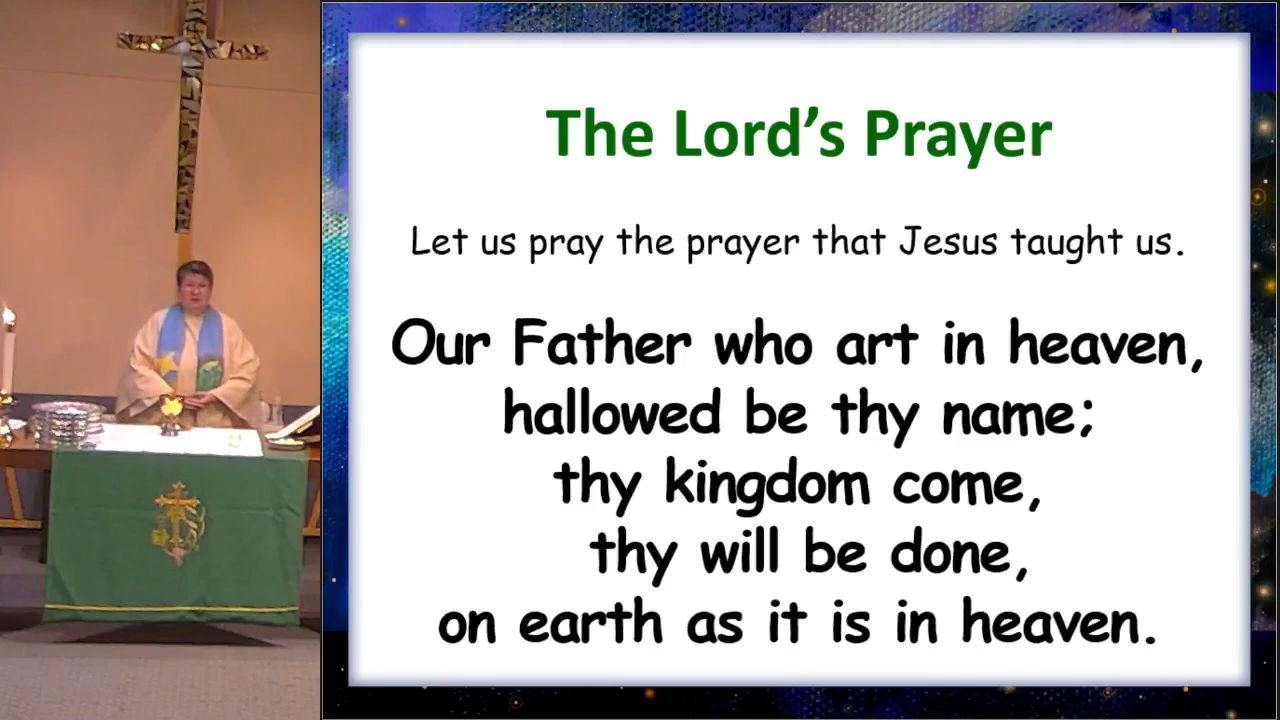 The Lord’s Prayer
Let us pray the prayer that Jesus taught us.
Our Father who art in heaven,
hallowed be thy name;
thy kingdom come,
thy will be done,
on earth as it is in heaven.